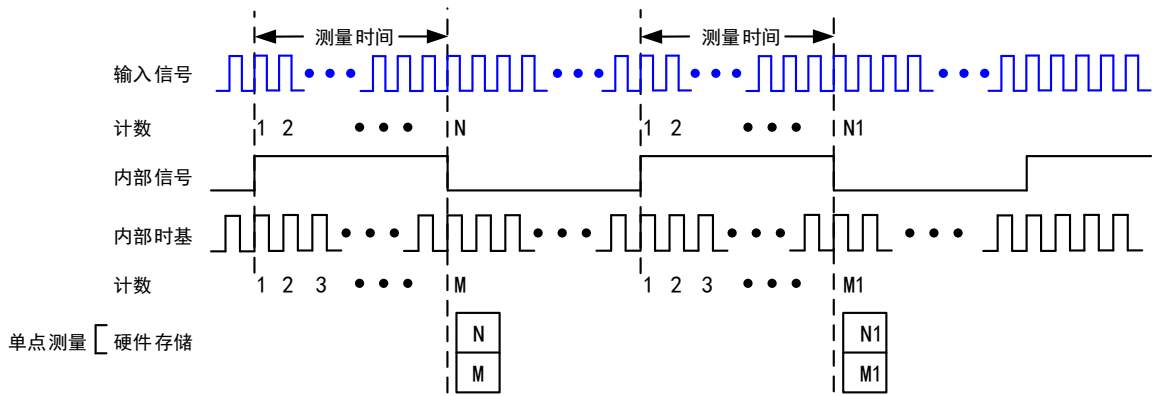 测量时间 测量时间
输入信号
计数 1 2 N 1 2 N1
内部信号
内部时基
计数 1 2 3 M 1 2 3 M1
单点测量 硬件存储 N N1
M M1